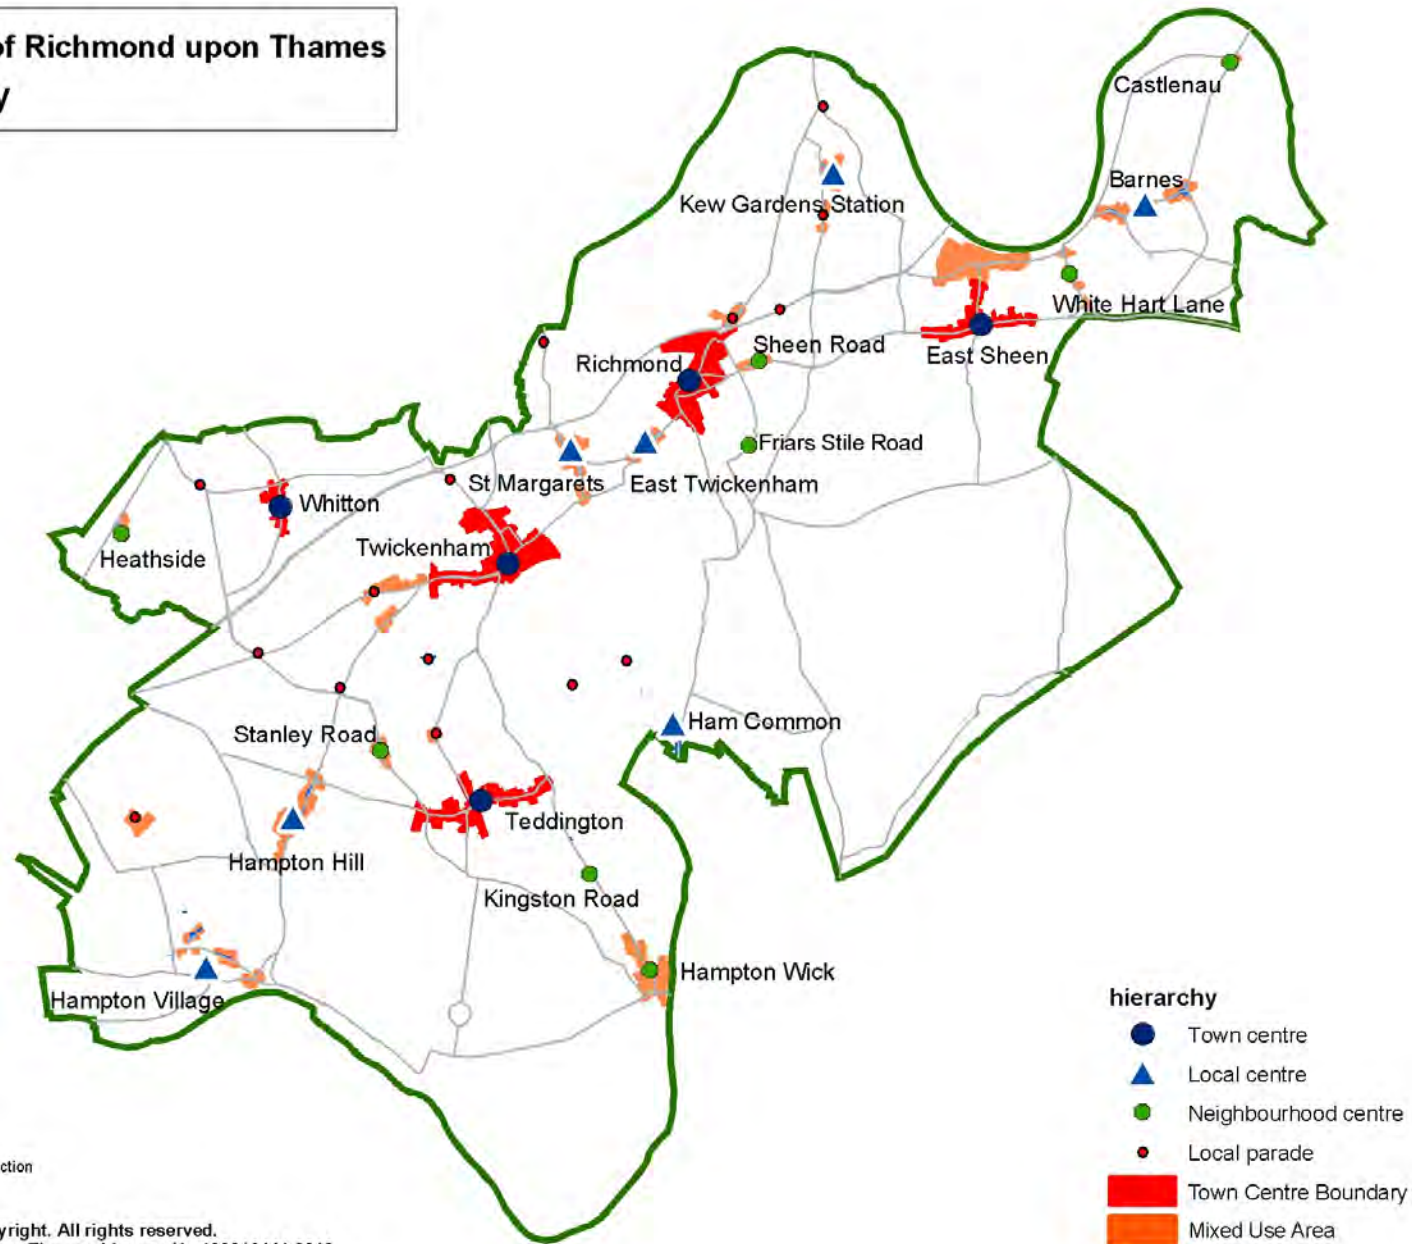 of Richmond upon Thames
y
Castlenau
Barnes
Kew Gardens Station
White Hart Lane
Sheen Road
East Sheen
Richmond
Friars Stile Road
St Margarets
East Twickenham
Whitton
Twickenham
Heathside
Ham Common
Stanley Road
Teddington
Hampton Hill
Kingston Road
Hampton Wick
Hampton Village
hierarchy
Town centre
Local centre
Neighbourhood centre
Local parade
Town Centre Boundary
Mixed Use Area
ction
yright. All rights reserved.